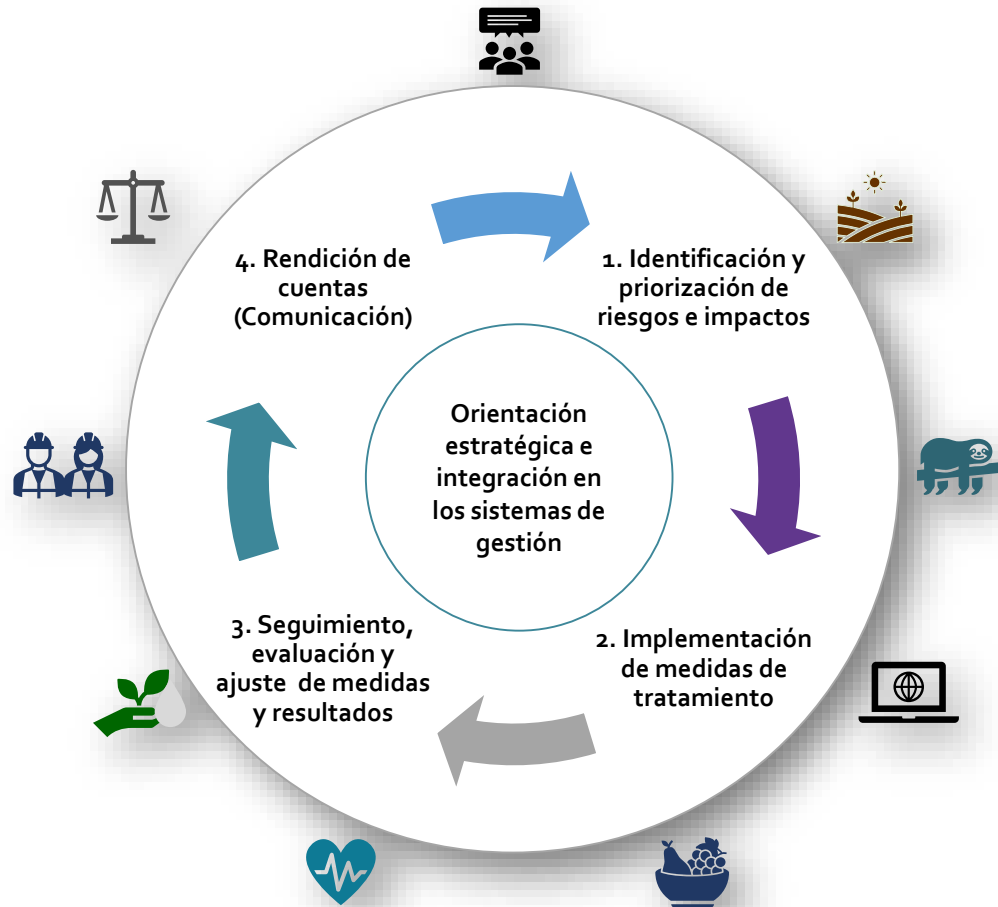 4. Rendición de
cuentas
(Comunicación)
1. Identificación y
priorización de
riesgos e impactos
Orientación
estratégica e
integración en
los sistemas de
gestión
3. Seguimiento,
evaluación y
ajuste de medidas
y resultados
2. Implementación
de medidas de
tratamiento